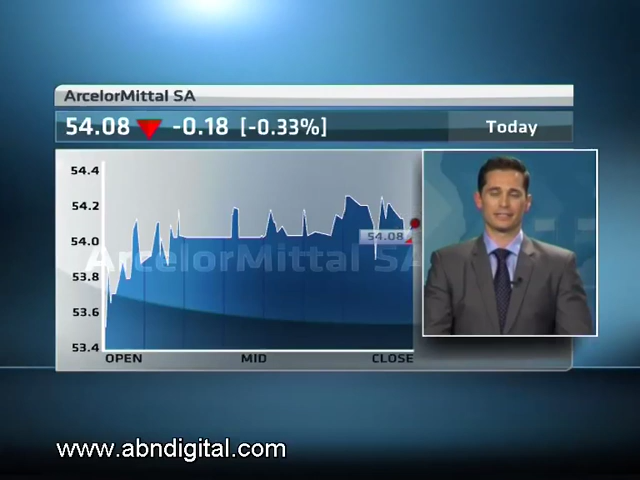 ArcelorMittal SA
54.08 -0.18 [-0.33%] Today
54.4
54.2
54.0
53.8
53.6
53.4
54.08
ArcelorMittal SA
OPEN MID CLOSE
www.abndigital.com